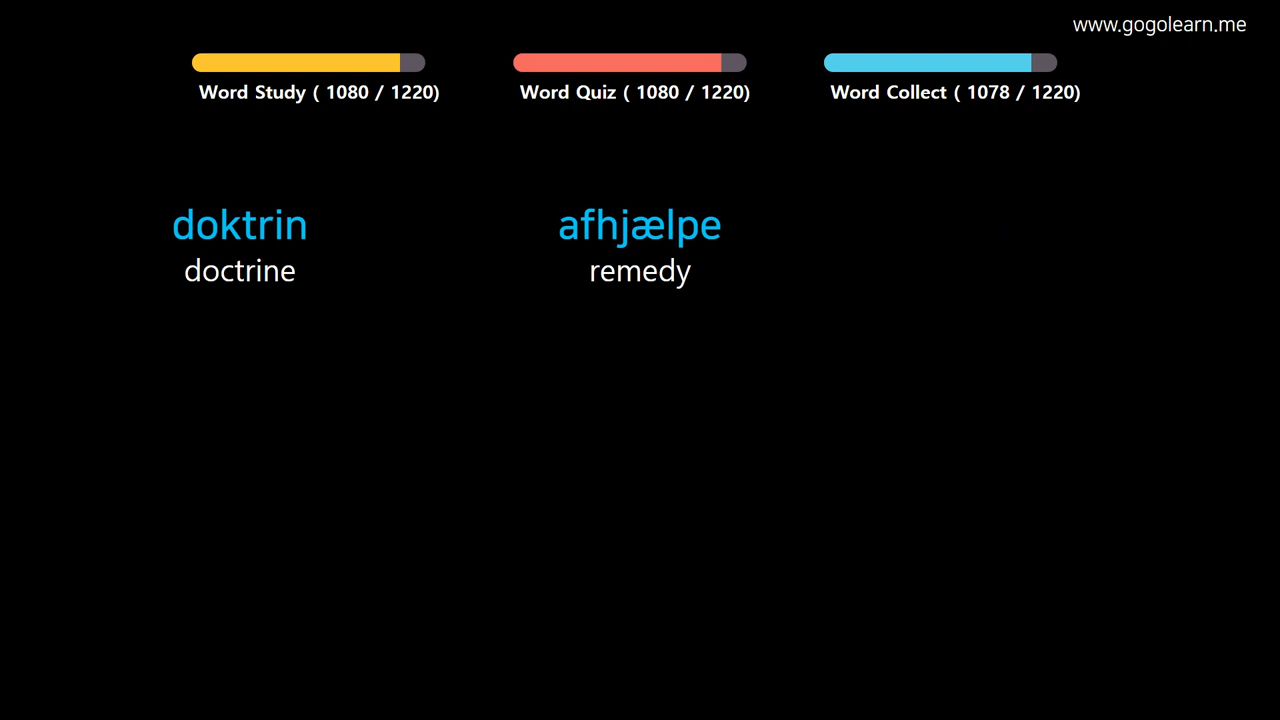 www.gogolearn.me
Word Study ( 1080 / 1220)
Word Quiz ( 1080 / 1220)
Word Collect ( 1078 / 1220)
doktrin
doctrine
afhjælpe
remedy